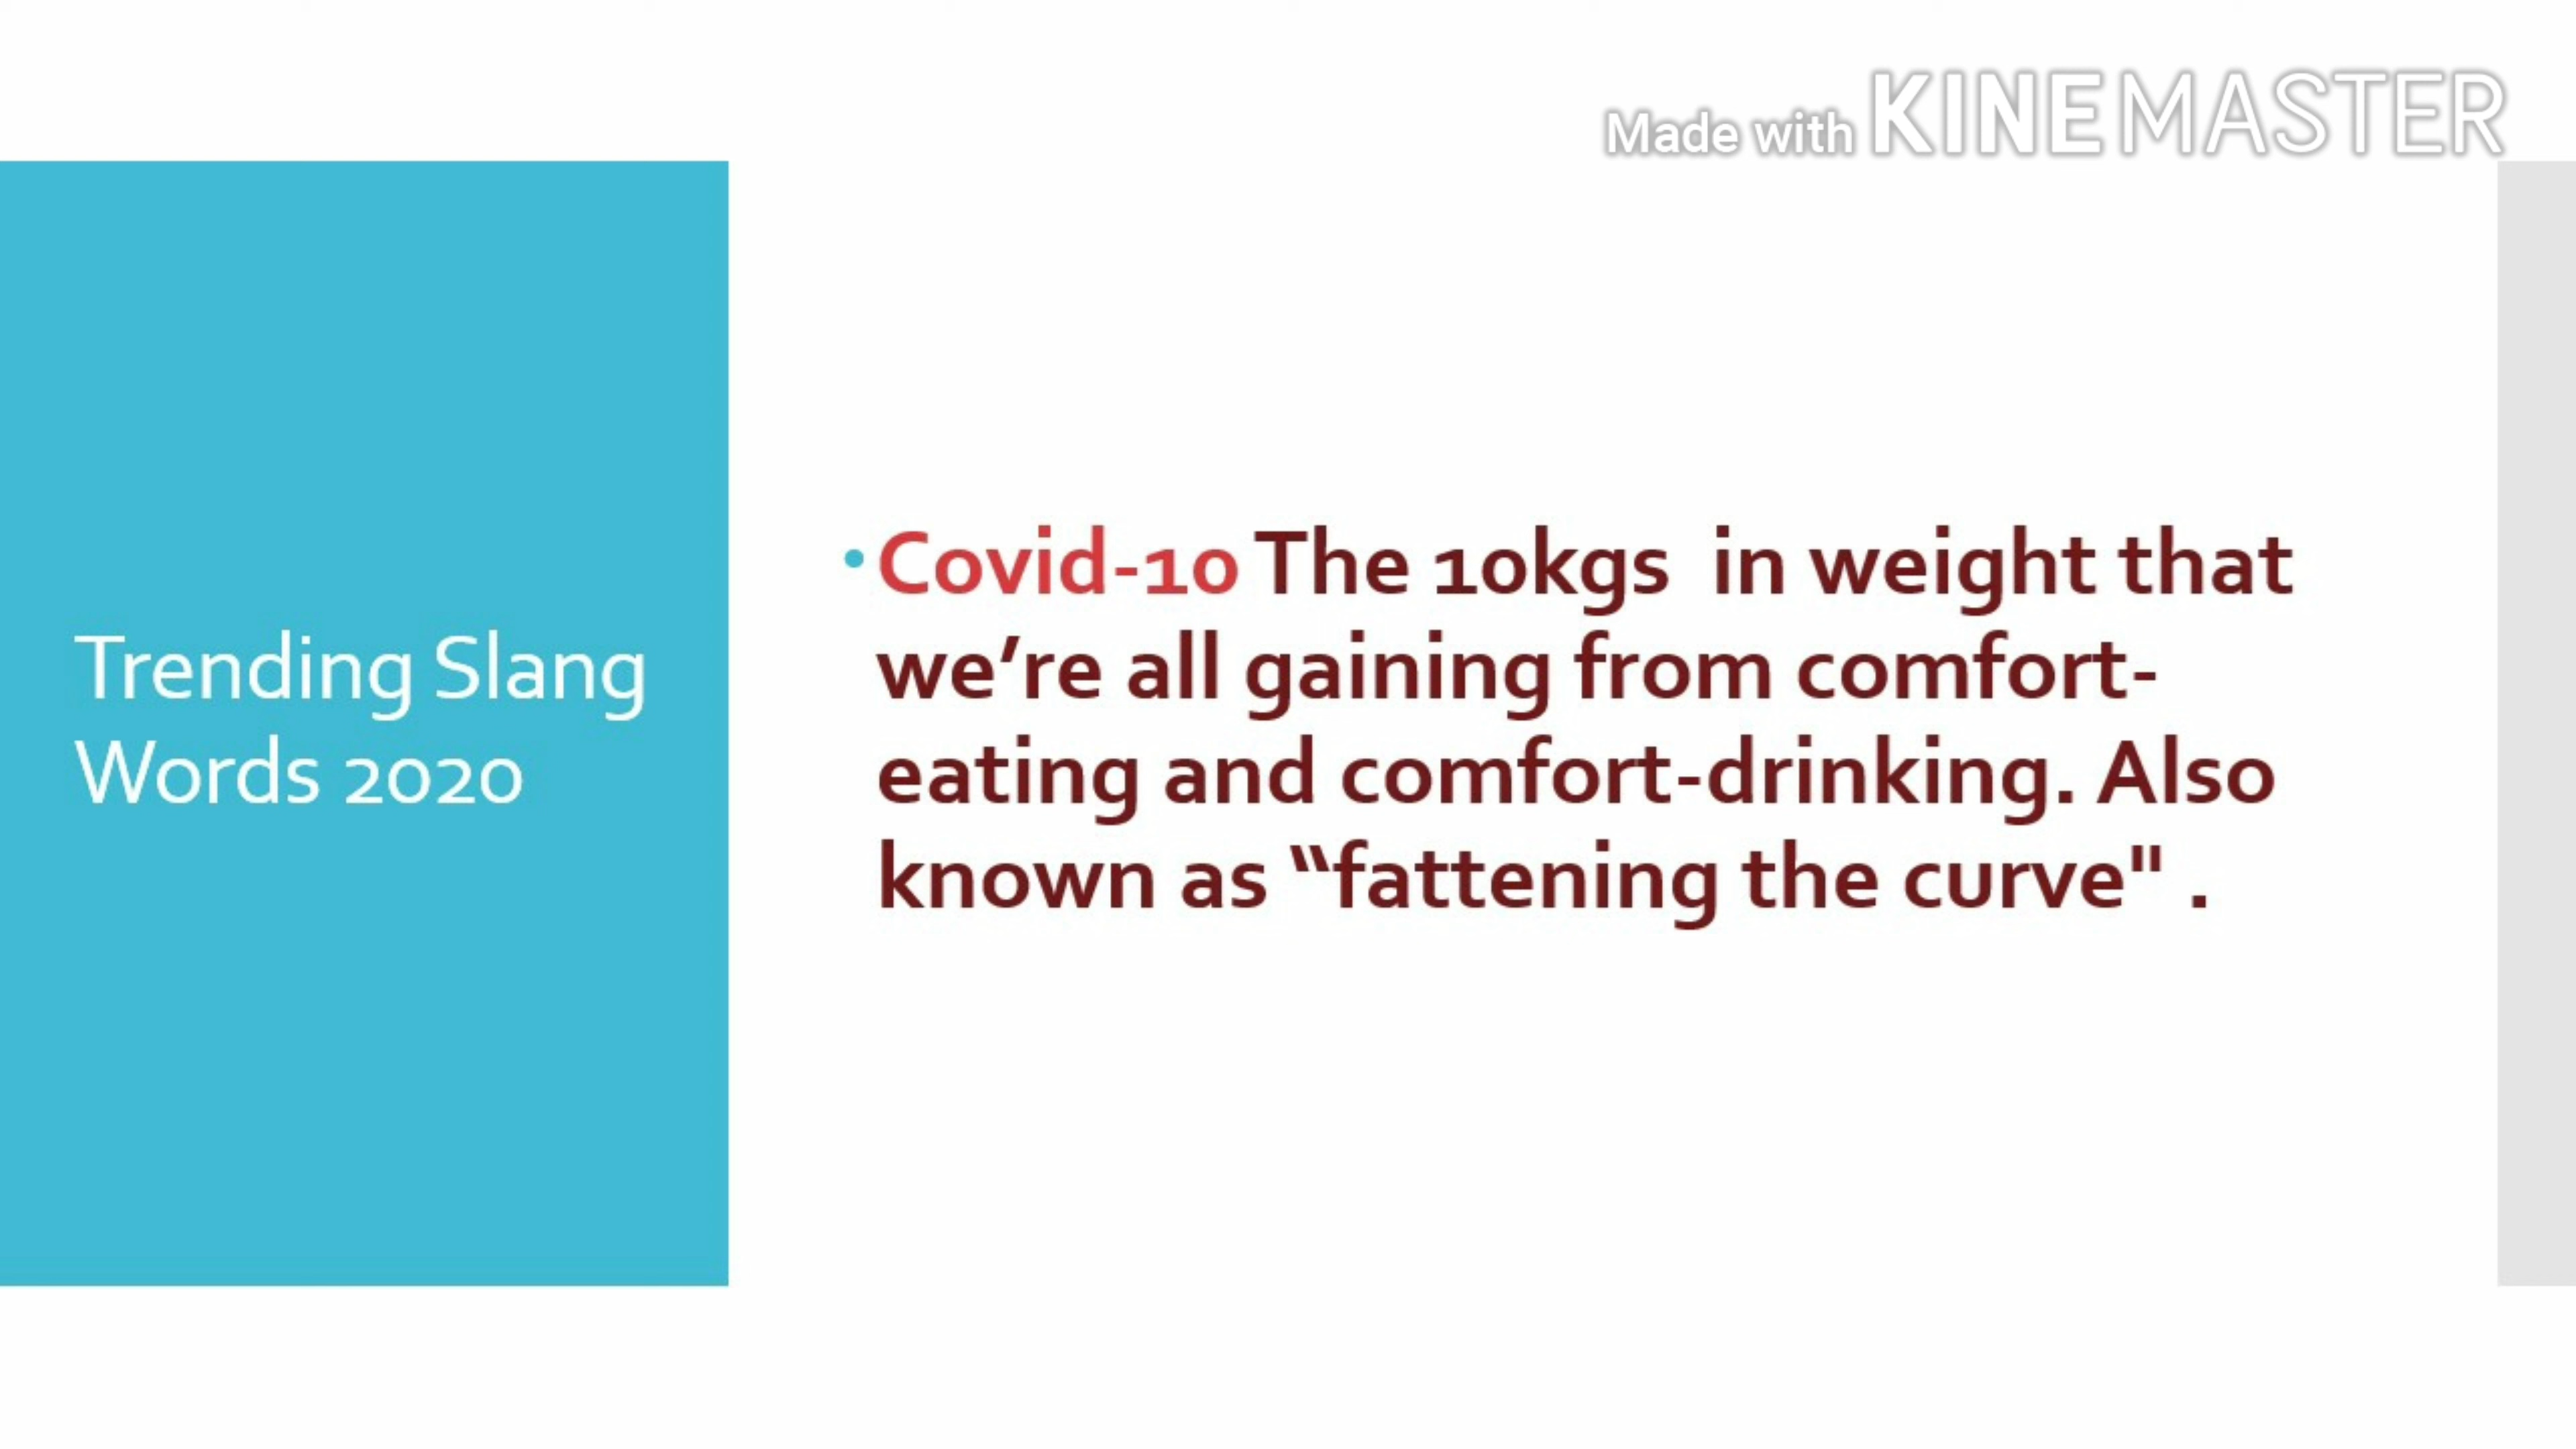 Made with KINEMASTER
Trending Slang
Words 2020
•Covid-10 The 10kgs in weight that
we’re all gaining from comfort-
eating and comfort-drinking. Also
known as “fattening the curve" .